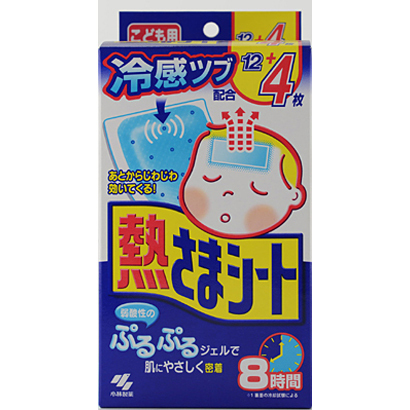 こども用
12+4
冷感ツブ
配合
12+4枚
あとからじわじわ
効いてくる!
熱さまシート
弱酸性の
ぷるぷるジェルで
肌にやさしく密着
8時間
小林製薬